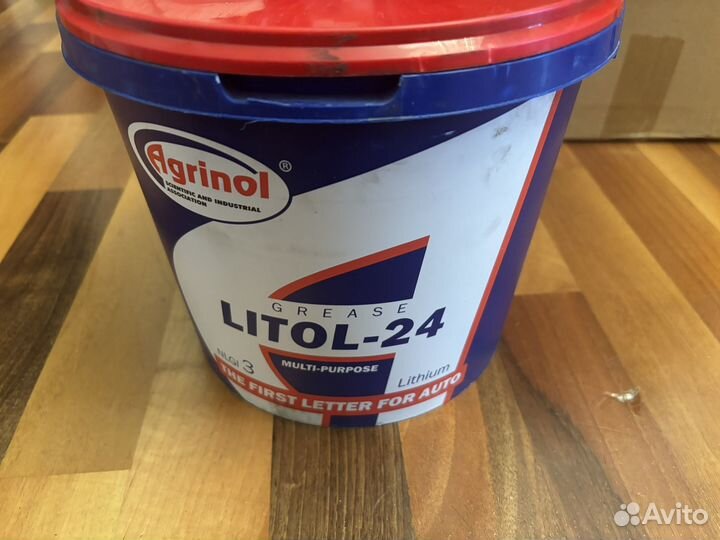 Agrinol ®
SCIENTIFIC AND INDUSTRIAL
ASSOCIATION
GREASE
LITOL-24
NLGI 3
MULTI-PURPOSE
Lithium
THE FIRST LETTER FOR AUTO
Avito